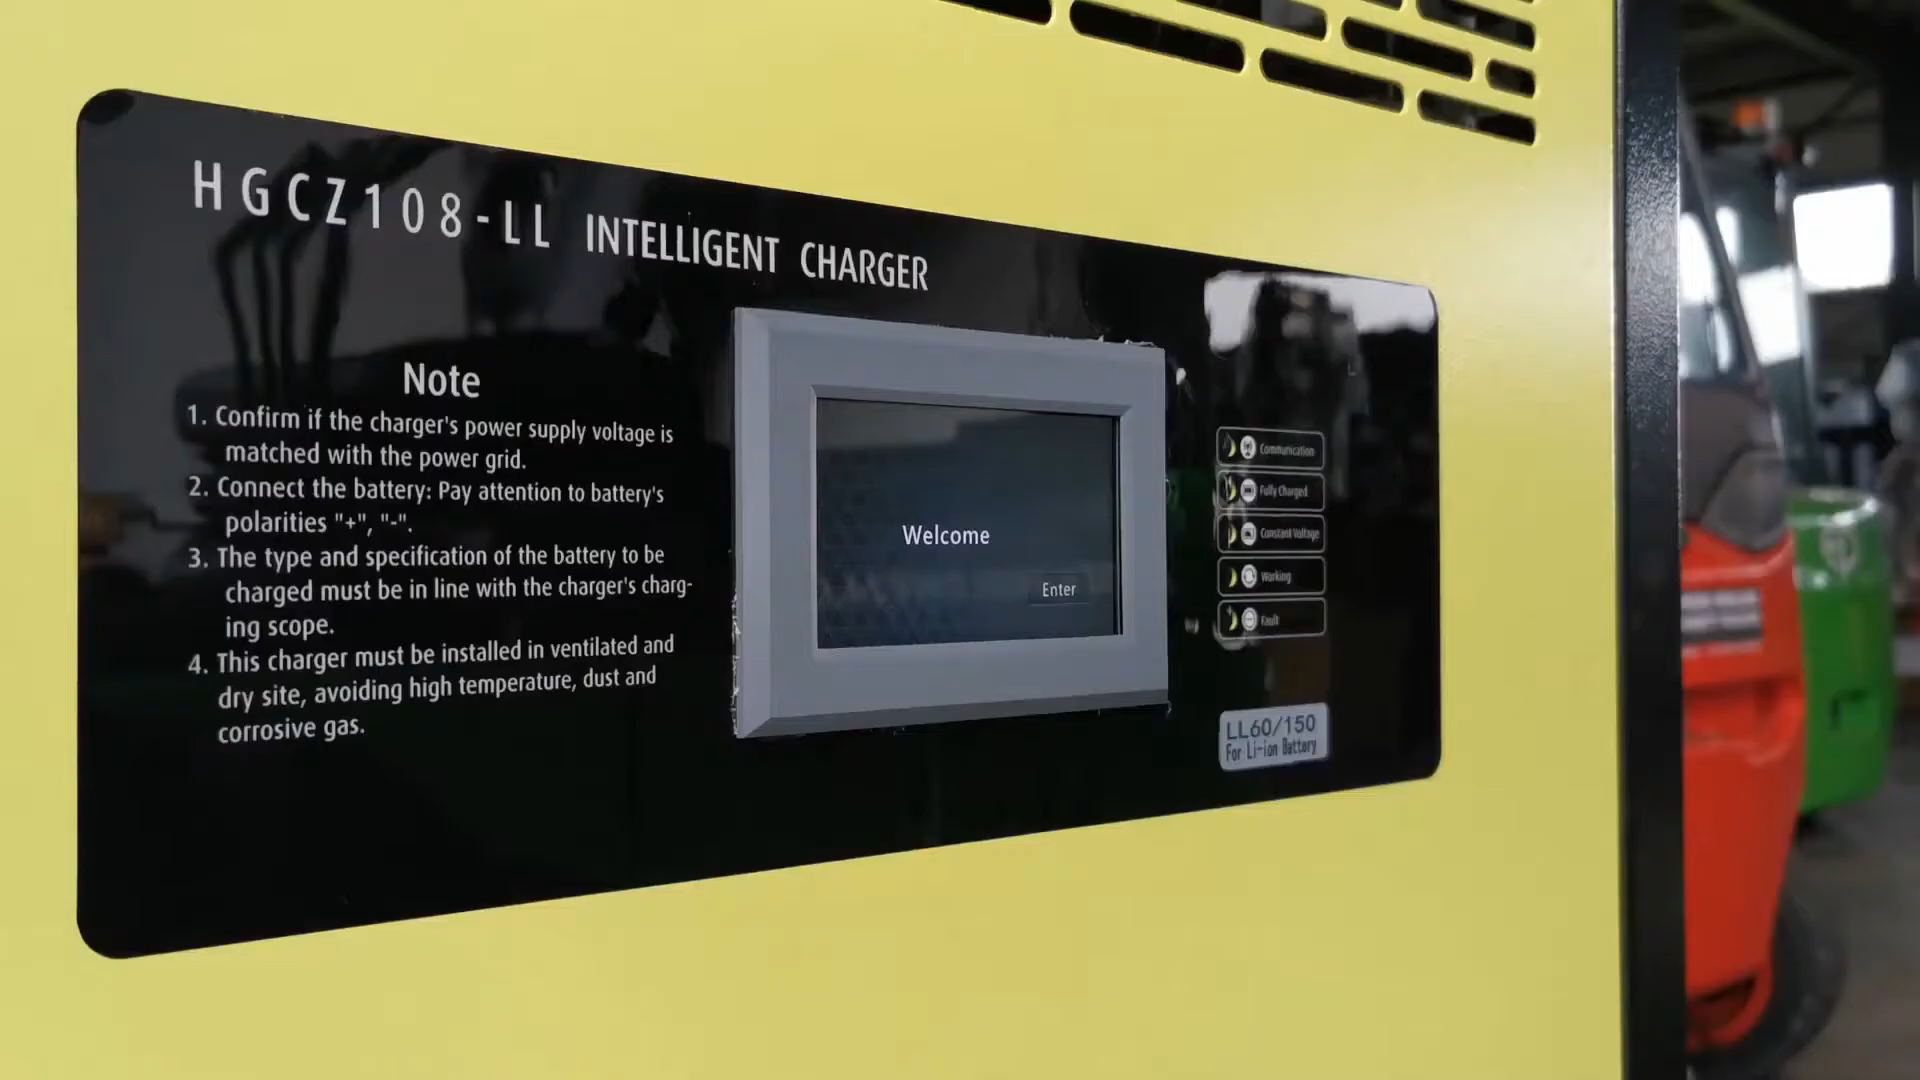 HGCZ108-LL INTELLIGENT CHARGER
Note
1. Confirm if the charger's power supply voltage is
matched with the power grid.
2. Connect the battery: Pay attention to battery's
polarities "+", "-".
3. The type and specification of the battery to be
charged must be in line with the charger's charg-
ing scope.
4. This charger must be installed in ventilated and
dry site, avoiding high temperature, dust and
corrosive gas.
Welcome
Enter
Communication
Fully Charged
Constant Voltage
Working
Fault
LL60/150
For Li-ion Battery